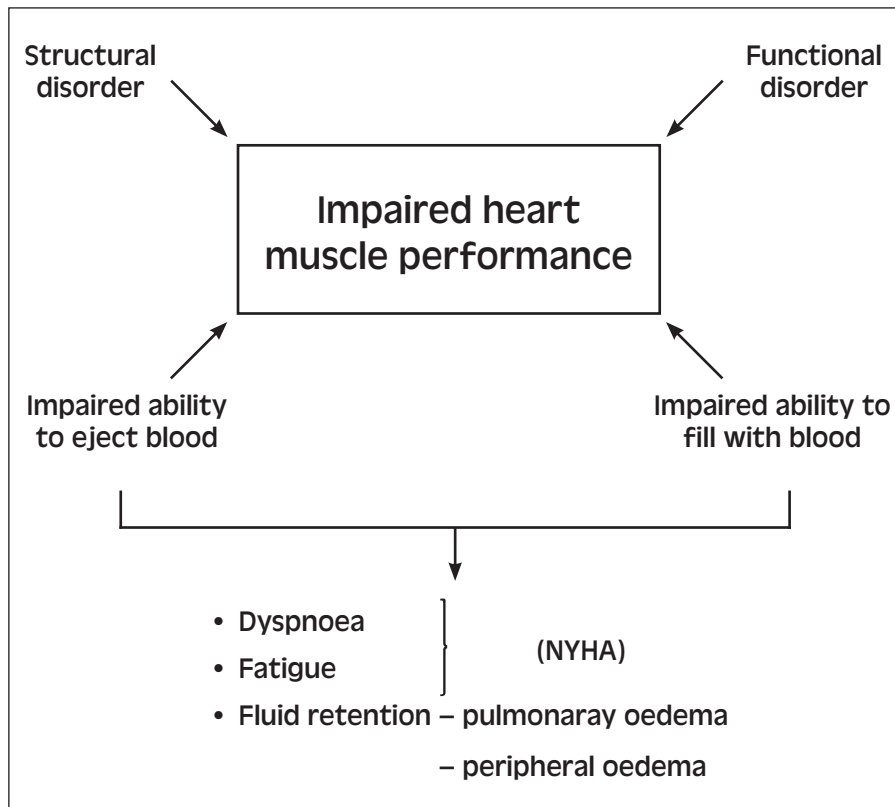 Structural
disorder
Functional
disorder
Impaired heart
muscle performance
Impaired ability
to eject blood
Impaired ability to
fill with blood
• Dyspnoea
• Fatigue
(NYHA)
• Fluid retention – pulmonaray oedema
– peripheral oedema